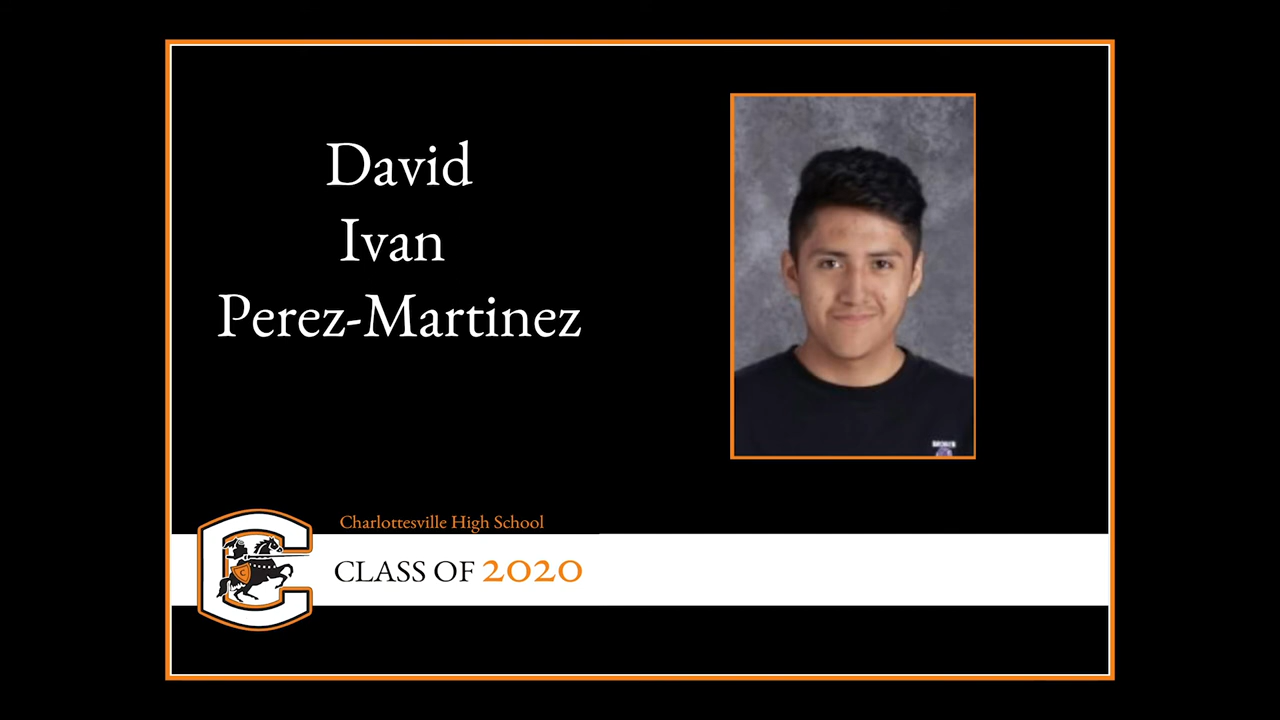 David
Ivan
Perez-Martinez
Charlottesville High School
CLASS OF 2020
C